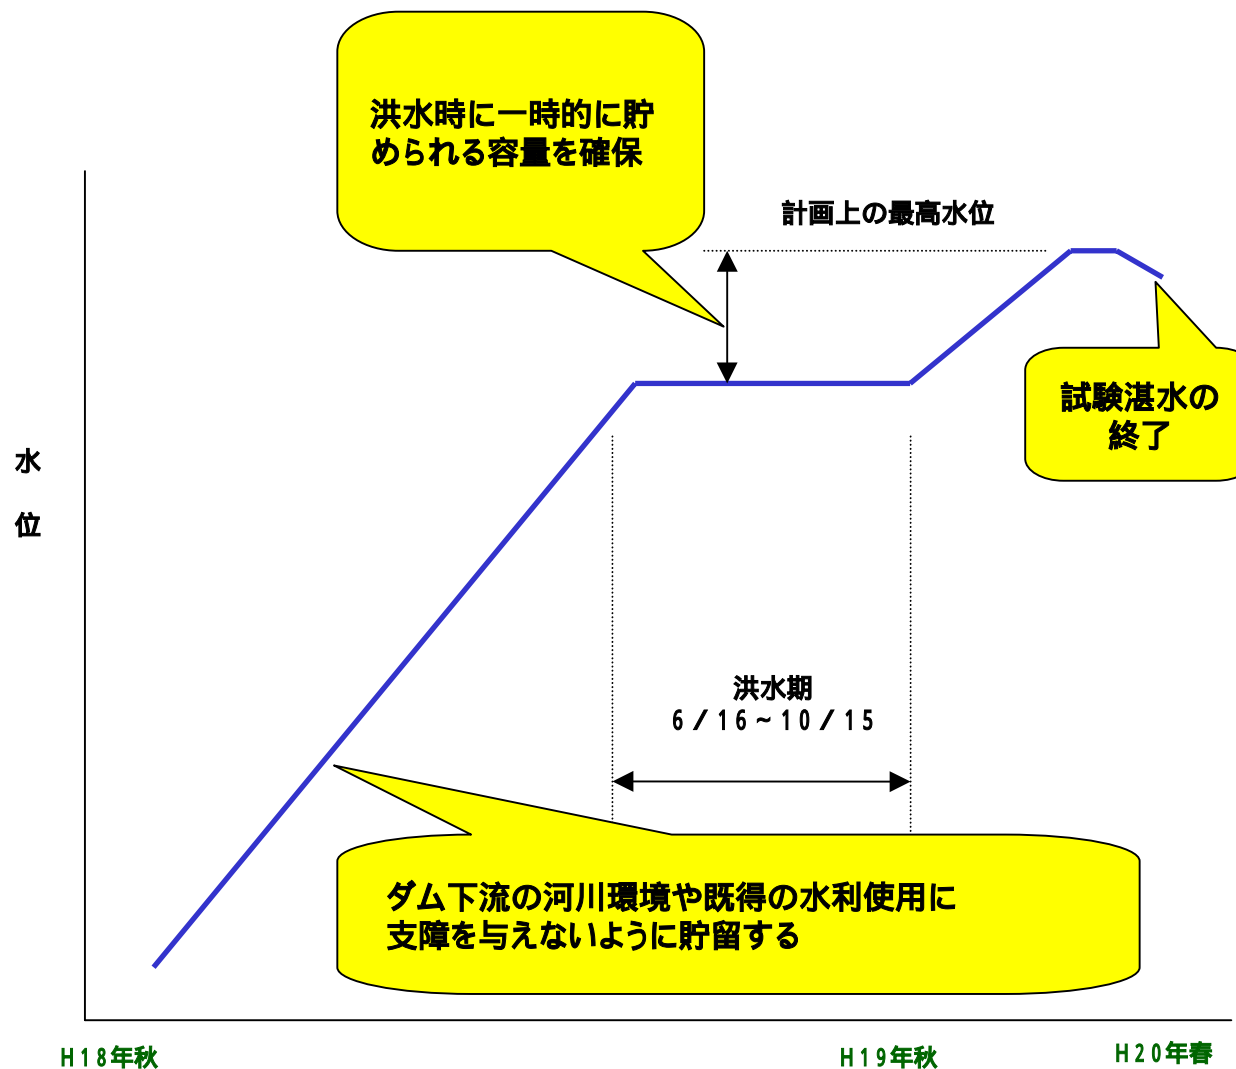 洪水時に一時的に貯
められる容量を確保
計画上の最高水位
試験湛水の
終了
水
位
洪水期
6/16~10/15
ダム下流の河川環境や既得の水利使用に
支障を与えないように貯留する
H18年秋
H19年秋
H20年春